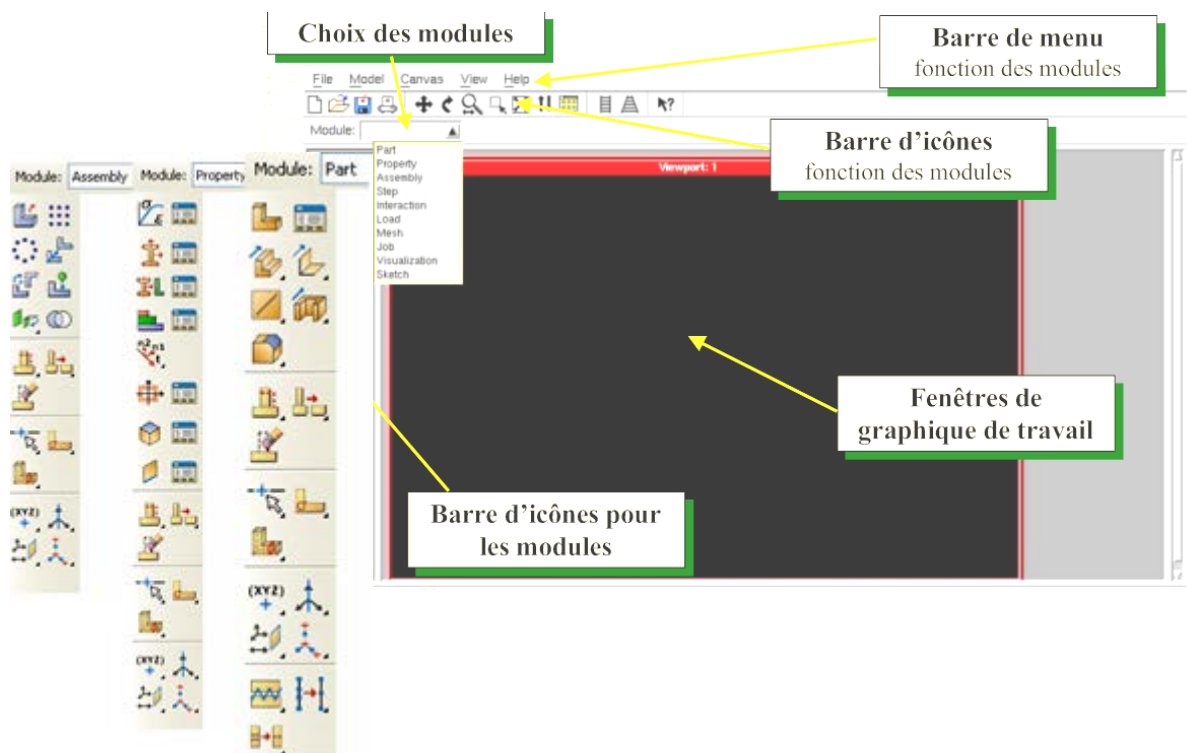 Choix des modules
Barre de menu
fonction des modules
File Model Canvas View Help
Module:
Barre d'icônes
fonction des modules
Part
Property
Assembly
Step
Interaction
Load
Mesh
Job
Visualization
Sketch
Viewport: 1
Module: Assembly
Module: Property
Module: Part
Fenêtres de
graphique de travail
Barre d'icônes pour
les modules
(XYZ)
(XYZ)
(XYZ)
n2 n1
t
σ
ε